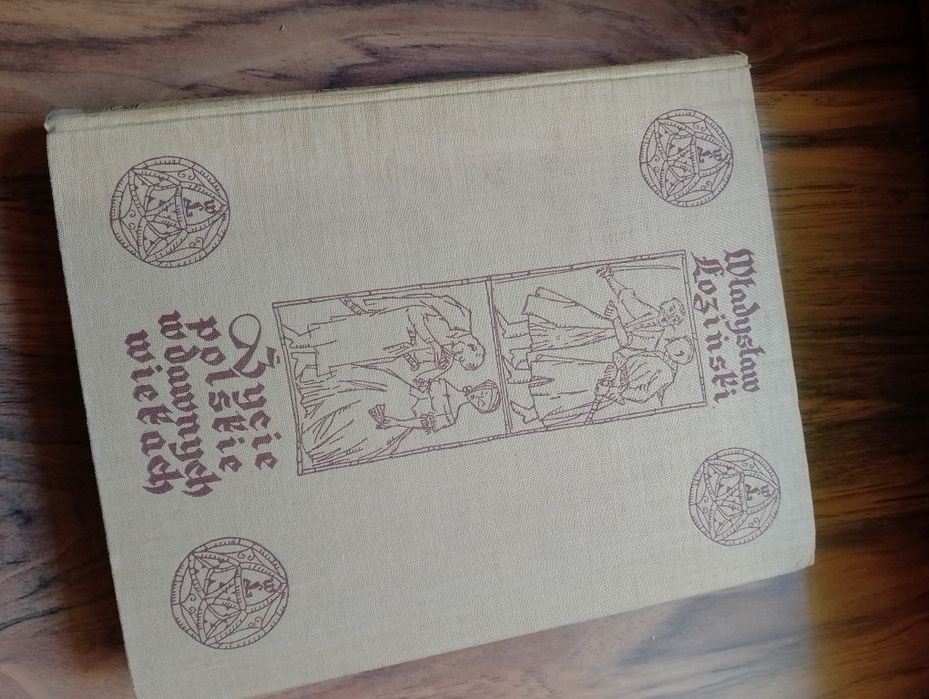 Władysław
Łoziński
Życie
polskie
w dawnych
wiekach
W
Ł
W
Ł
W
Ł
W
Ł